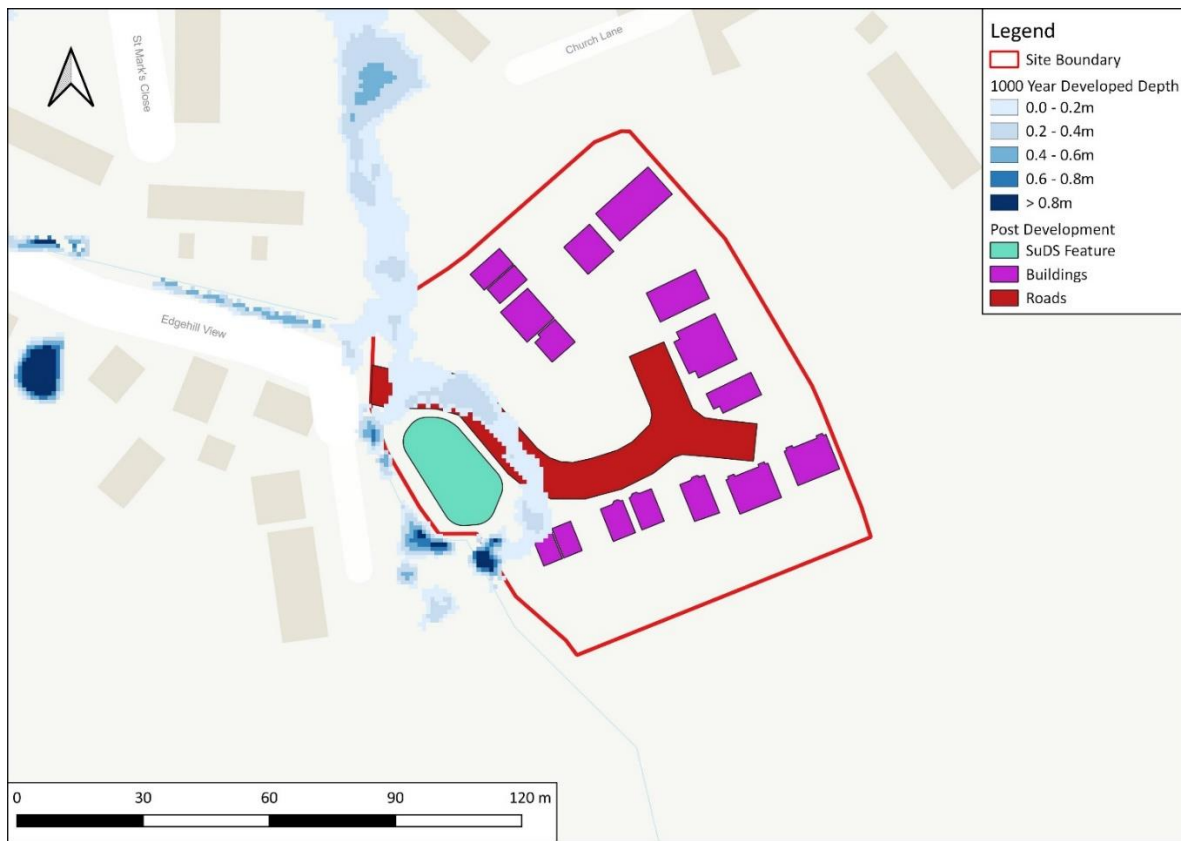 St Mark's Close
Church Lane
Edgehill View
Legend
Site Boundary
1000 Year Developed Depth
0.0 - 0.2m
0.2 - 0.4m
0.4 - 0.6m
0.6 - 0.8m
> 0.8m
Post Development
SuDS Feature
Buildings
Roads
0 30 60 90 120 m